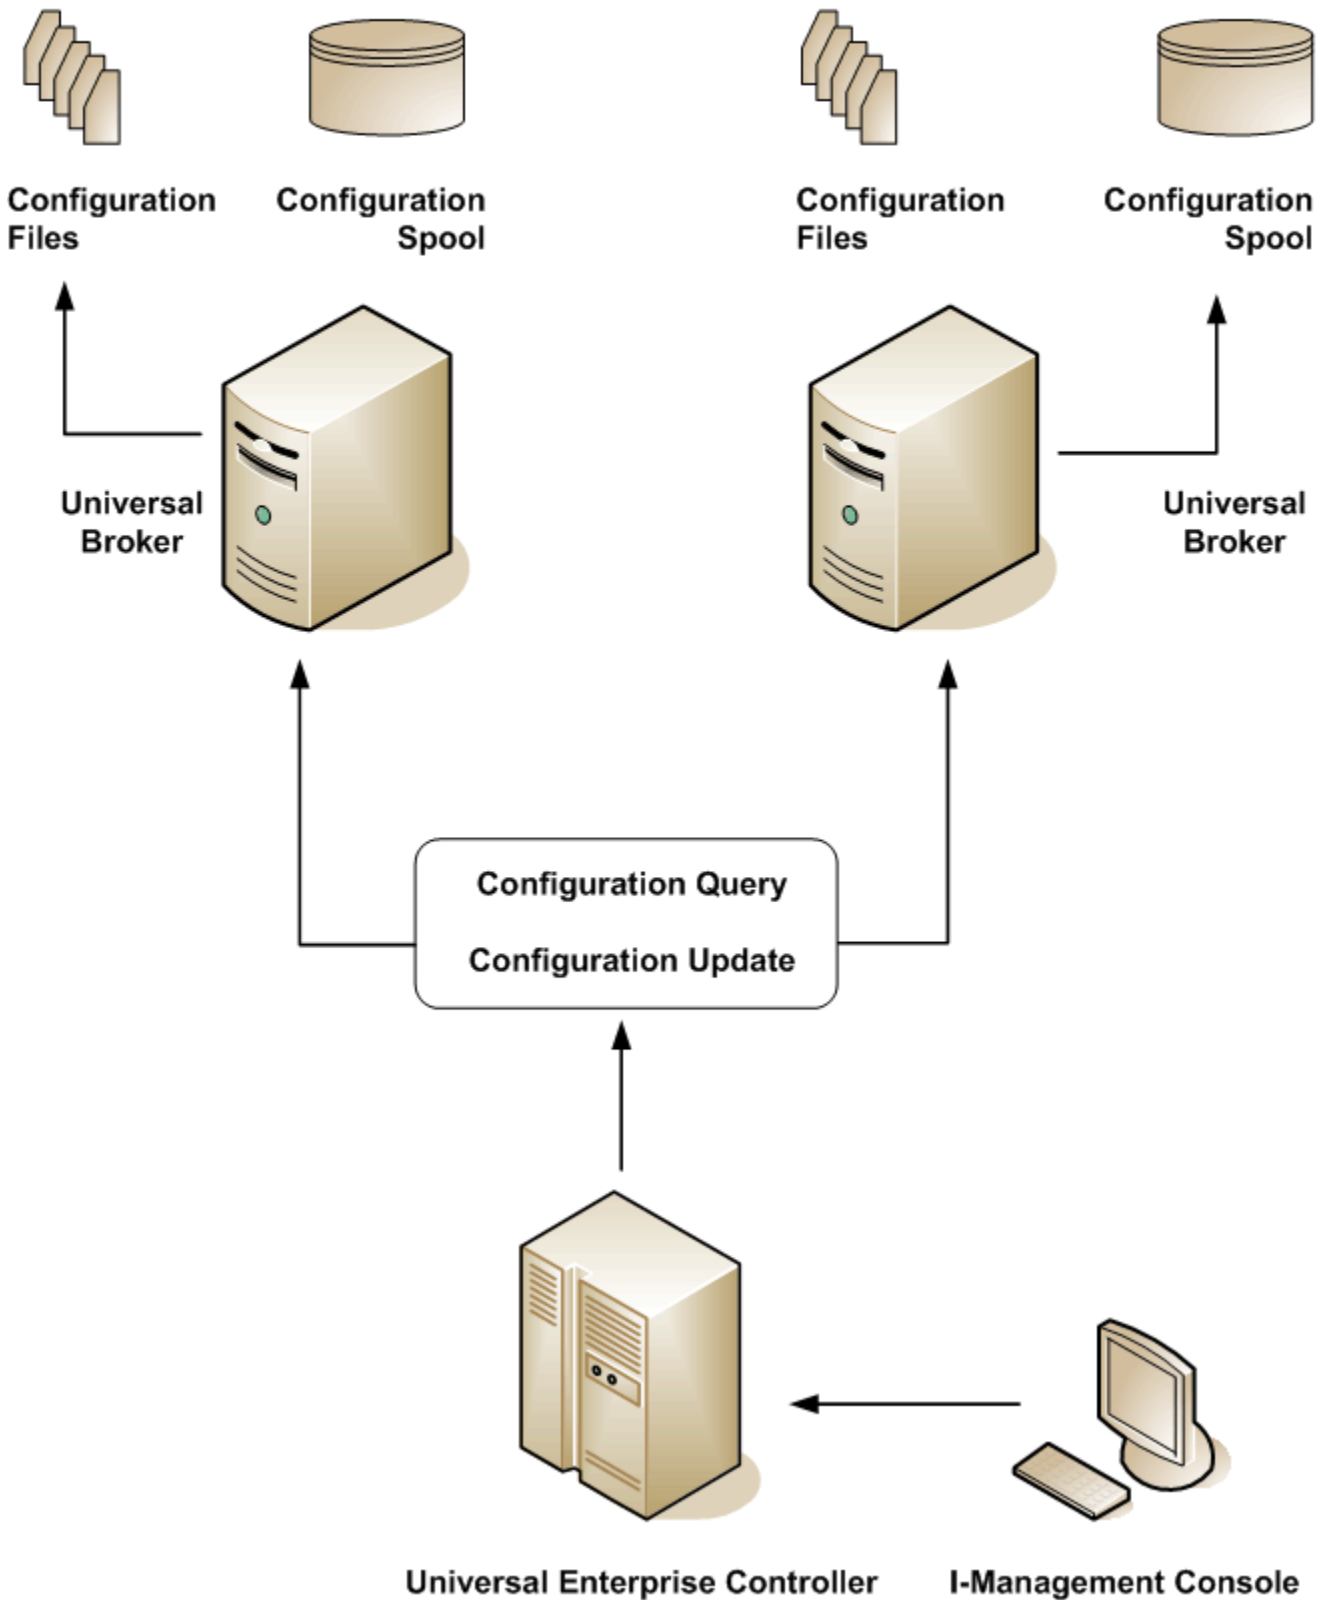 Configuration
Files
Configuration
Spool
Configuration
Files
Configuration
Spool
Universal
Broker
Universal
Broker
Configuration Query
Configuration Update
Universal Enterprise Controller
I-Management Console